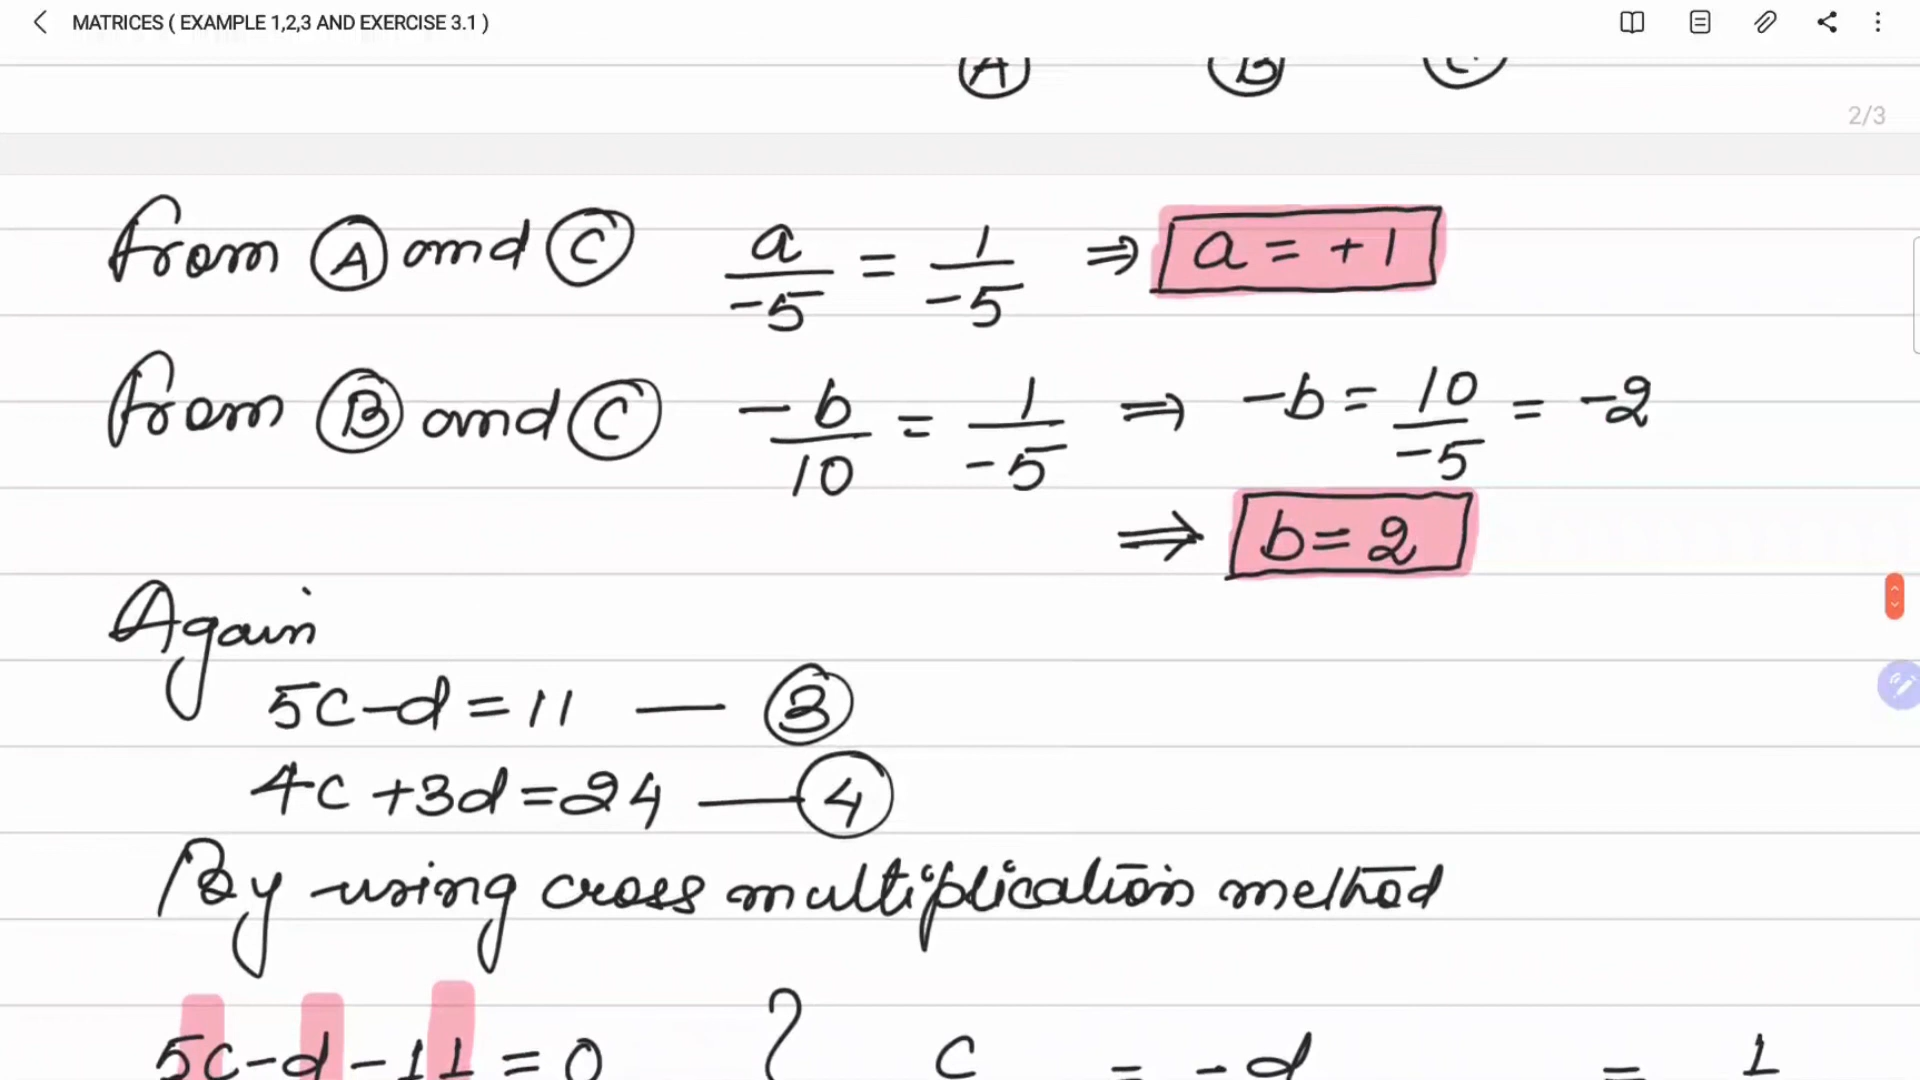 MATRICES ( EXAMPLE 1,2,3 AND EXERCISE 3.1 )
Ⓐ Ⓑ Ⓒ
2/3
from Ⓐ and Ⓒ a/-5 = 1/-5 ⇒ a = +1
from Ⓑ and Ⓒ -b/10 = 1/-5 ⇒ -b = 10/-5 = -2
⇒ b = 2
Again
5c-d = 11 — ③
4c +3d = 24 — ④
By using cross multiplication method
5c-d-11 = 0 } c = -d = 1